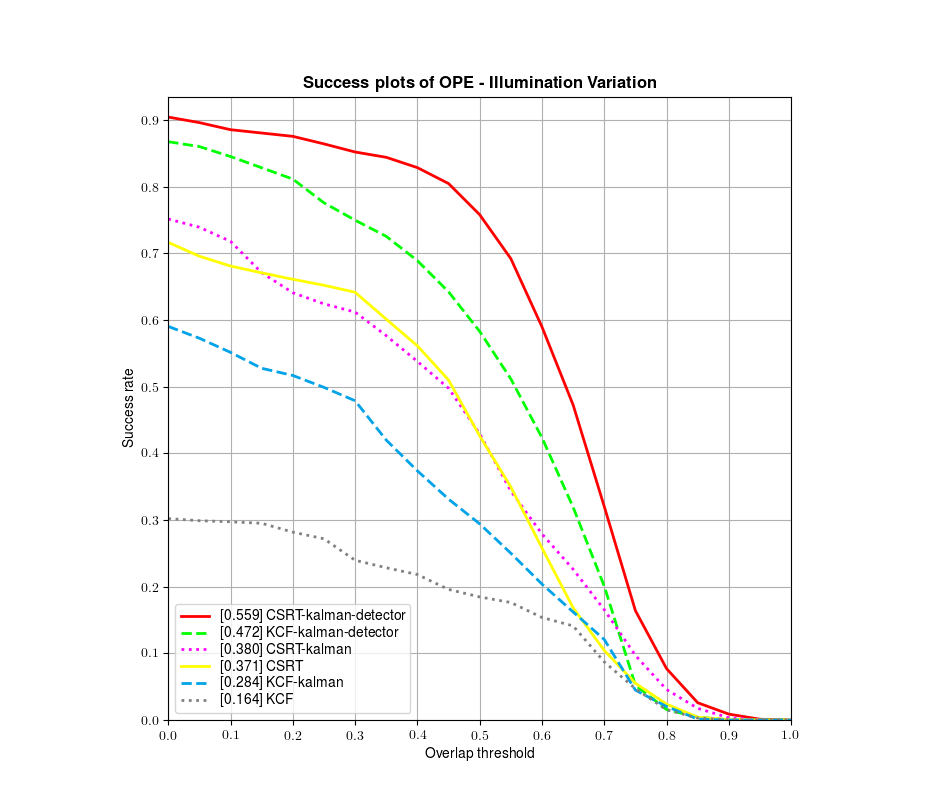 Success plots of OPE - Illumination Variation
0.9
0.8
0.7
0.6
0.5
0.4
0.3
0.2
0.1
0.0
Success rate
[0.559] CSRT-kalman-detector
[0.472] KCF-kalman-detector
[0.380] CSRT-kalman
[0.371] CSRT
[0.284] KCF-kalman
[0.164] KCF
0.0 0.1 0.2 0.3 0.4 0.5 0.6 0.7 0.8 0.9 1.0
Overlap threshold